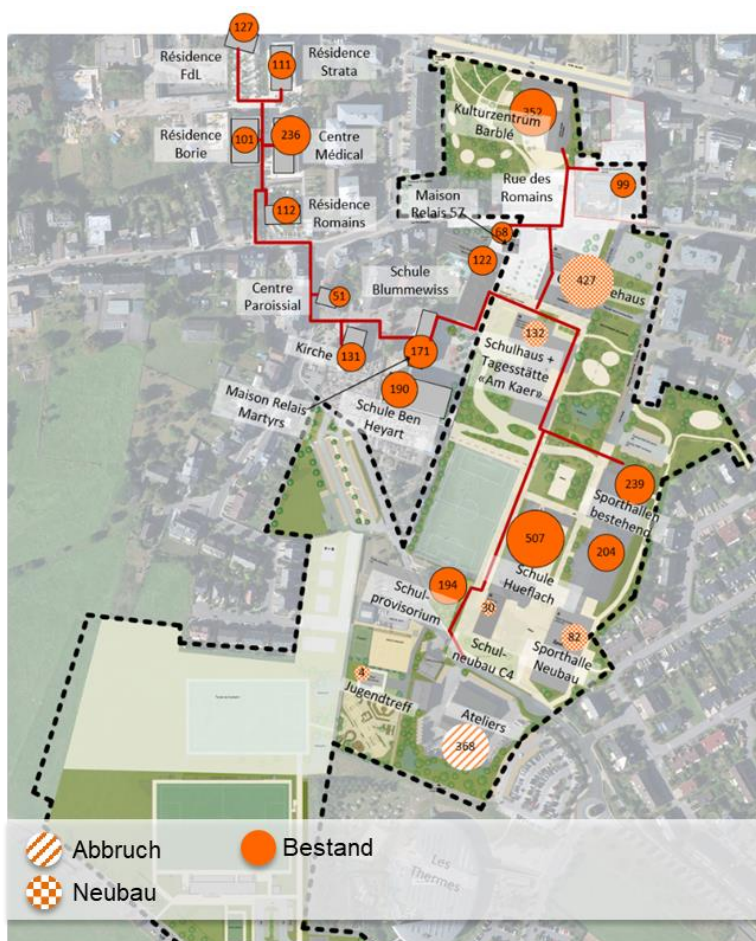 127
Résidence
FdL
111
Résidence
Strata
Résidence
Borie
101
236
Centre
Médical
352
Kulturzentrum
Barblé
99
Rue des
Romains
112
Résidence
Romains
Maison
Relais 57
68
122
Schule
Blummewiss
Centre
Paroissial
51
427
ehaus
132
Schulhaus +
Tagesstätte
«Am Kaer»
Kirche
131
171
Maison Relais
Martyrs
190
Schule Ben
Heyart
239
Sporthallen
bestehend
507
204
Schule
Hueflach
194
Schul-
provisorium
30
82
Schul-
neubau C4
Sporthalle
Neubau
4
Jugendtreff
Ateliers
368
Les
Thermes
Abbruch
Bestand
Neubau